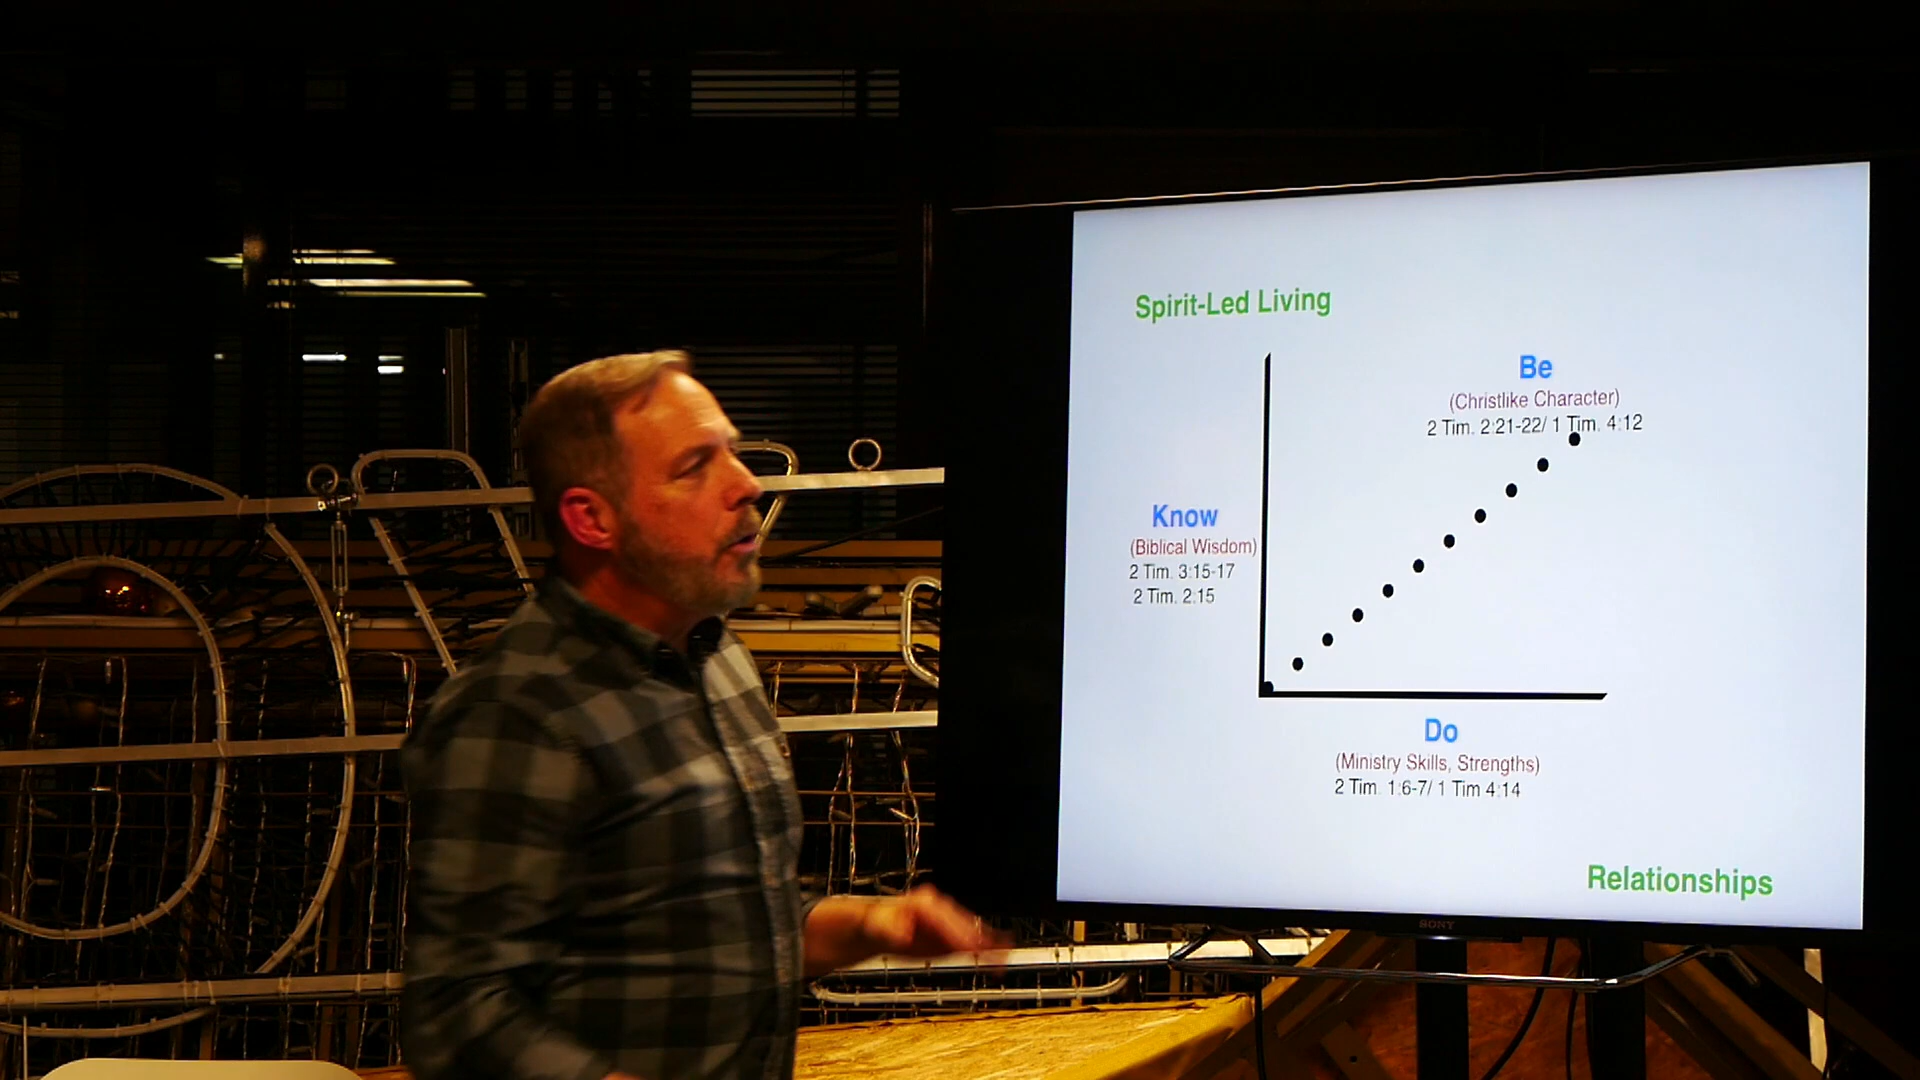 Spirit-Led Living
Be
(Christlike Character)
2 Tim. 2:21-22/ 1 Tim. 4:12
Know
(Biblical Wisdom)
2 Tim. 3:15-17
2 Tim. 2:15
Do
(Ministry Skills, Strengths)
2 Tim. 1:6-7/ 1 Tim 4:14
Relationships
SONY